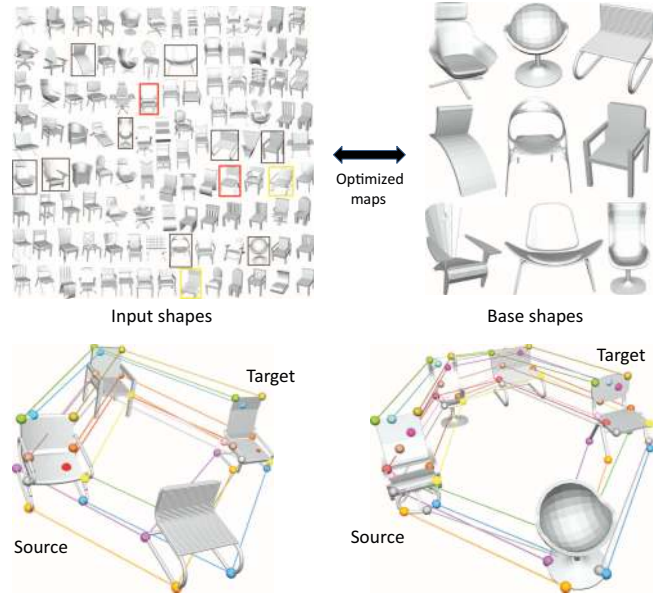 Optimized
maps
Input shapes
Base shapes
Target
Source
Target
Source